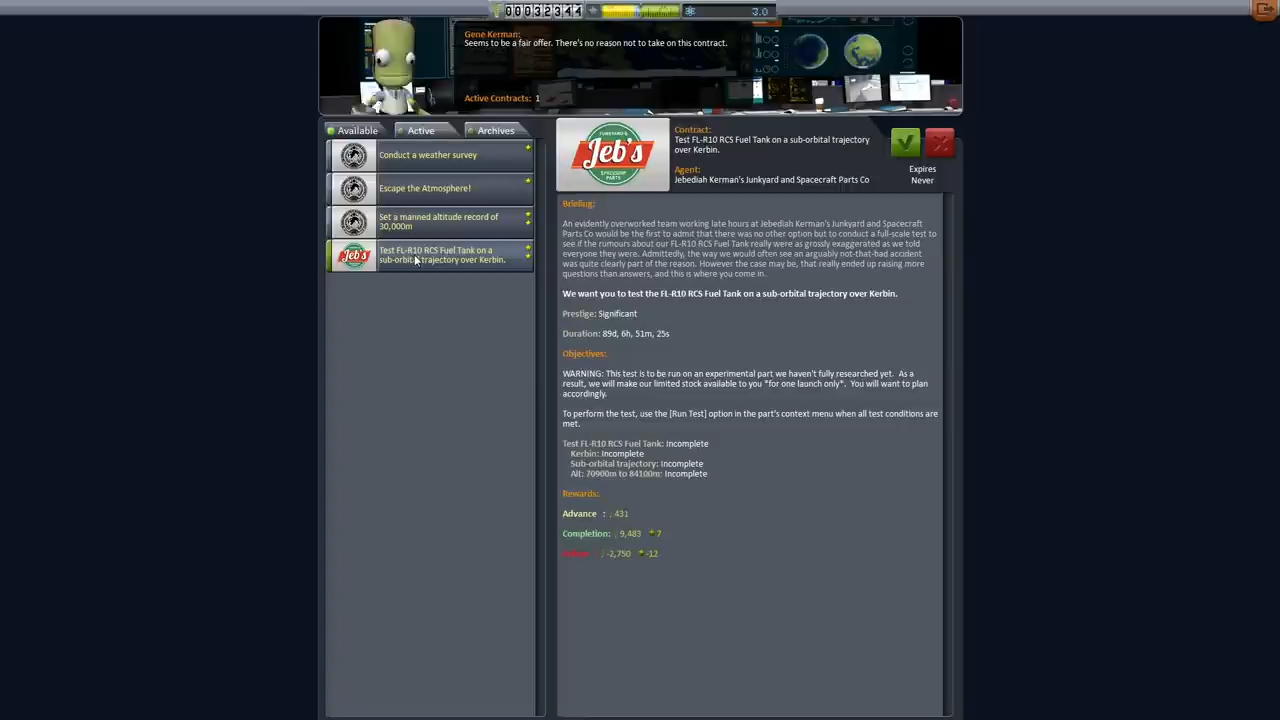 00032344
3.0
Gene Kerman:
Seems to be a fair offer. There's no reason not to take on this contract.
Active Contracts: 1
Available
Active
Archives
Conduct a weather survey
Escape the Atmosphere!
Set a manned altitude record of
30,000m
Jeb's
Test FL-R10 RCS Fuel Tank on a
sub-orbital trajectory over Kerbin.
JUNKYARD &
Jeb's
SPACESHIP
PARTS
Contract:
Test FL-R10 RCS Fuel Tank on a sub-orbital trajectory
over Kerbin.
Agent:
Jebediah Kerman's Junkyard and Spacecraft Parts Co
Expires
Never
Briefing:
An evidently overworked team working late hours at Jebediah Kerman's Junkyard and Spacecraft
Parts Co would be the first to admit that there was no other option but to conduct a full-scale test to
see if the rumours about our FL-R10 RCS Fuel Tank really were as grossly exaggerated as we told
everyone they were. Admittedly, the way we would often see an arguably not-that-bad accident
was quite clearly part of the reason. However the case may be, that really ended up raising more
questions than answers, and this is where you come in.
We want you to test the FL-R10 RCS Fuel Tank on a sub-orbital trajectory over Kerbin.
Prestige: Significant
Duration: 89d, 6h, 51m, 25s
Objectives:
WARNING: This test is to be run on an experimental part we haven't fully researched yet. As a
result, we will make our limited stock available to you *for one launch only*. You will want to plan
accordingly.
To perform the test, use the [Run Test] option in the part's context menu when all test conditions are
met.
Test FL-R10 RCS Fuel Tank: Incomplete
Kerbin: Incomplete
Sub-orbital trajectory: Incomplete
Alt: 70900m to 84100m: Incomplete
Rewards:
Advance : 431
Completion: 9,483 +7
-2,750 -12